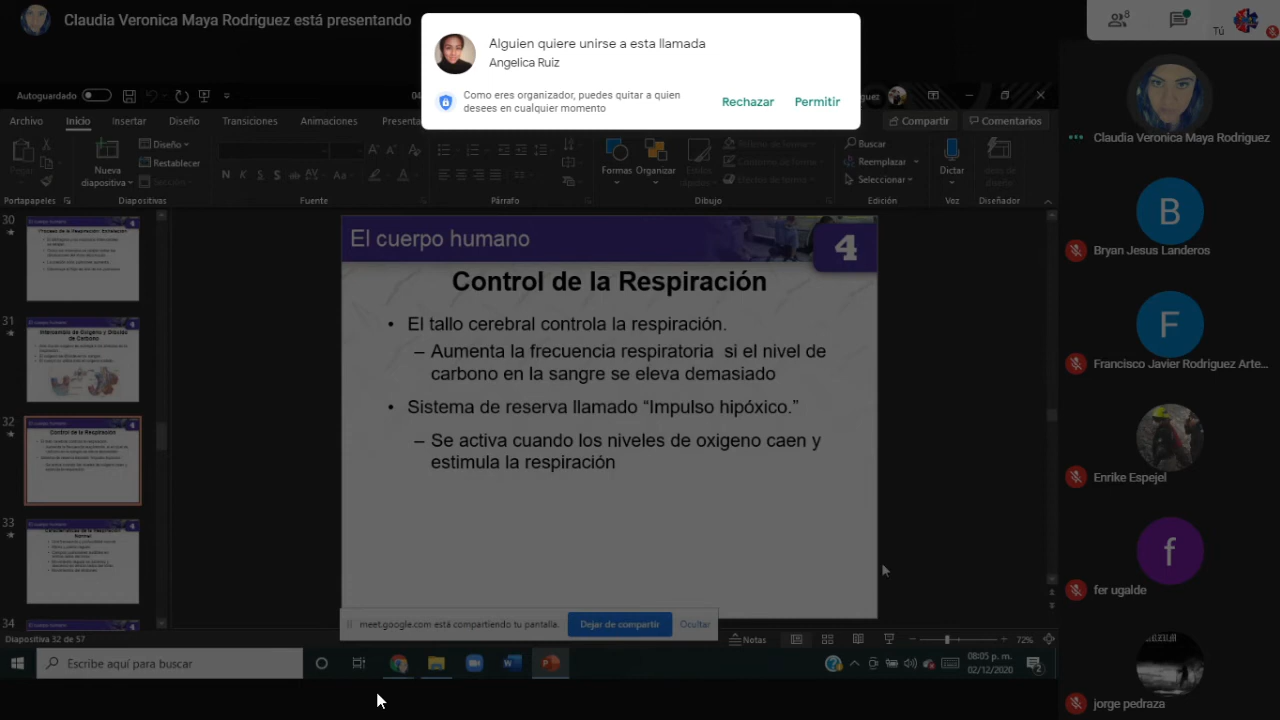 Claudia Veronica Maya Rodriguez está presentando
Alguien quiere unirse a esta llamada
Angelica Ruiz
Como eres organizador, puedes quitar a quien
desees en cualquier momento
Rechazar
Permitir
8
Tú
Autoguardado
Archivo
Inicio
Insertar
Diseño
Transiciones
Animaciones
Compartir
Comentarios
Pegar
Nueva
diapositiva
Diseño
Restablecer
Sección
N K S S
Aa
Formas
Organizar
Estilos
Buscar
Reemplazar
Seleccionar
Dictar
Portapapeles
Diapositivas
Fuente
Párrafo
Dibujo
Edición
Voz
Diseñador
30
31
32
33
34
El cuerpo humano
4
Control de la Respiración
• El tallo cerebral controla la respiración.
– Aumenta la frecuencia respiratoria si el nivel de
carbono en la sangre se eleva demasiado
• Sistema de reserva llamado “Impulso hipóxico.”
– Se activa cuando los niveles de oxigeno caen y
estimula la respiración
meet.google.com está compartiendo tu pantalla.
Dejar de compartir
Ocultar
Diapositiva 32 de 57
Notas
72%
Escribe aquí para buscar
08:05 p. m.
02/12/2020
2
Claudia Veronica Maya Rodriguez
B
Bryan Jesus Landeros
F
Francisco Javier Rodriguez Arte...
Enrike Espejel
f
fer ugalde
jorge pedraza